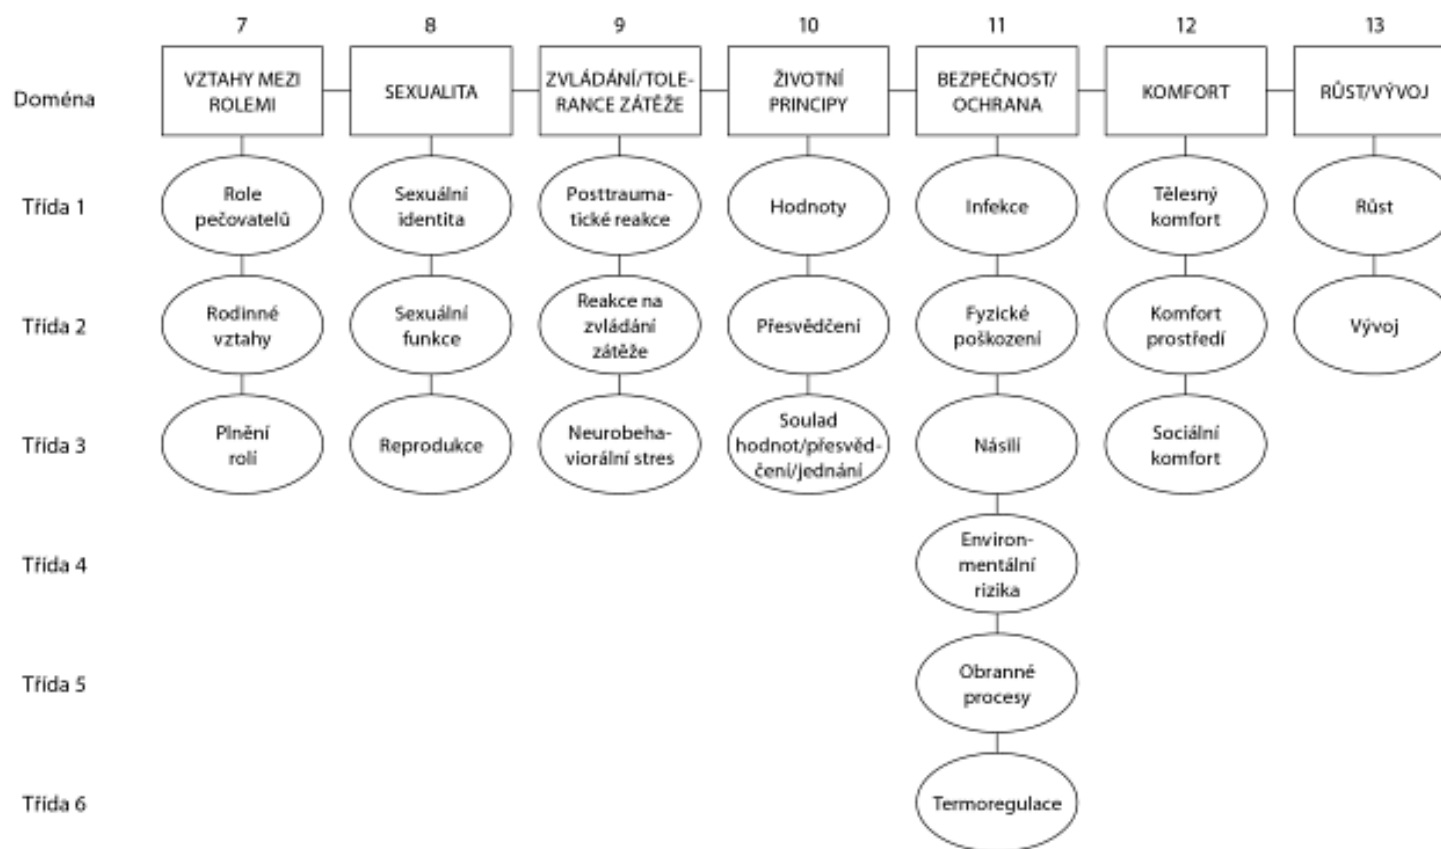 7 8 9 10 11 12 13
Doména
VZTAHY MEZI
ROLEMI
SEXUALITA
ZVLÁDÁNÍ/TOLE-
RANCE ZÁTĚŽE
ŽIVOTNÍ
PRINCIPY
BEZPEČNOST/
OCHRANA
KOMFORT
RŮST/VÝVOJ
Třída 1
Role
pečovatelů
Sexuální
identita
Posttrauma-
tické reakce
Hodnoty
Infekce
Tělesný
komfort
Růst
Třída 2
Rodinné
vztahy
Sexuální
funkce
Reakce na
zvládání
zátěže
Přesvědčení
Fyzické
poškození
Komfort
prostředí
Vývoj
Třída 3
Plnění
rolí
Reprodukce
Neurobeha-
viorální stres
Soulad
hodnot/přesvěd-
čení/jednání
Násilí
Sociální
komfort
Třída 4
Environ-
mentální
rizika
Třída 5
Obranné
procesy
Třída 6
Termoregulace